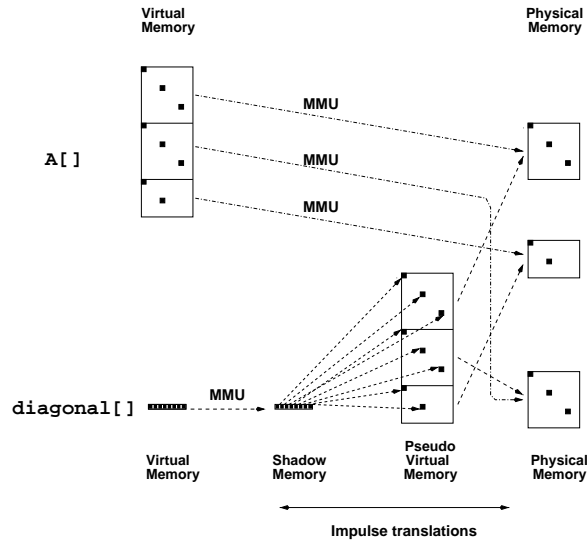 Virtual
Memory
Physical
Memory
MMU
A[]
MMU
MMU
diagonal[]
MMU
Virtual
Memory
Shadow
Memory
Pseudo
Virtual
Memory
Physical
Memory
Impulse translations